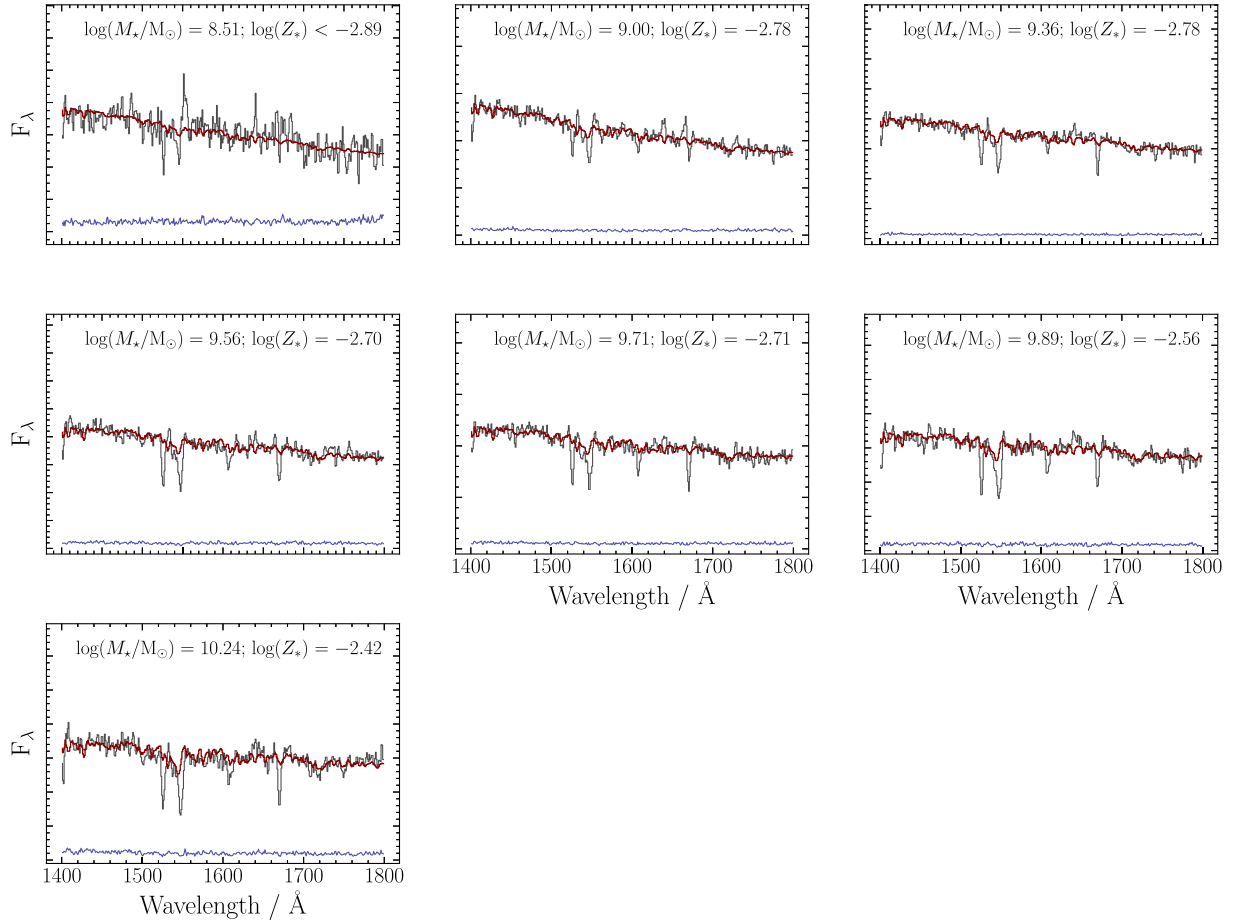 log(M⋆/M⊙) = 8.51; log(Z*) < −2.89
log(M⋆/M⊙) = 9.00; log(Z*) = −2.78
log(M⋆/M⊙) = 9.36; log(Z*) = −2.78
Fλ
log(M⋆/M⊙) = 9.56; log(Z*) = −2.70
log(M⋆/M⊙) = 9.71; log(Z*) = −2.71
log(M⋆/M⊙) = 9.89; log(Z*) = −2.56
Fλ
1400 1500 1600 1700 1800
Wavelength / Å
1400 1500 1600 1700 1800
Wavelength / Å
log(M⋆/M⊙) = 10.24; log(Z*) = −2.42
Fλ
1400 1500 1600 1700 1800
Wavelength / Å